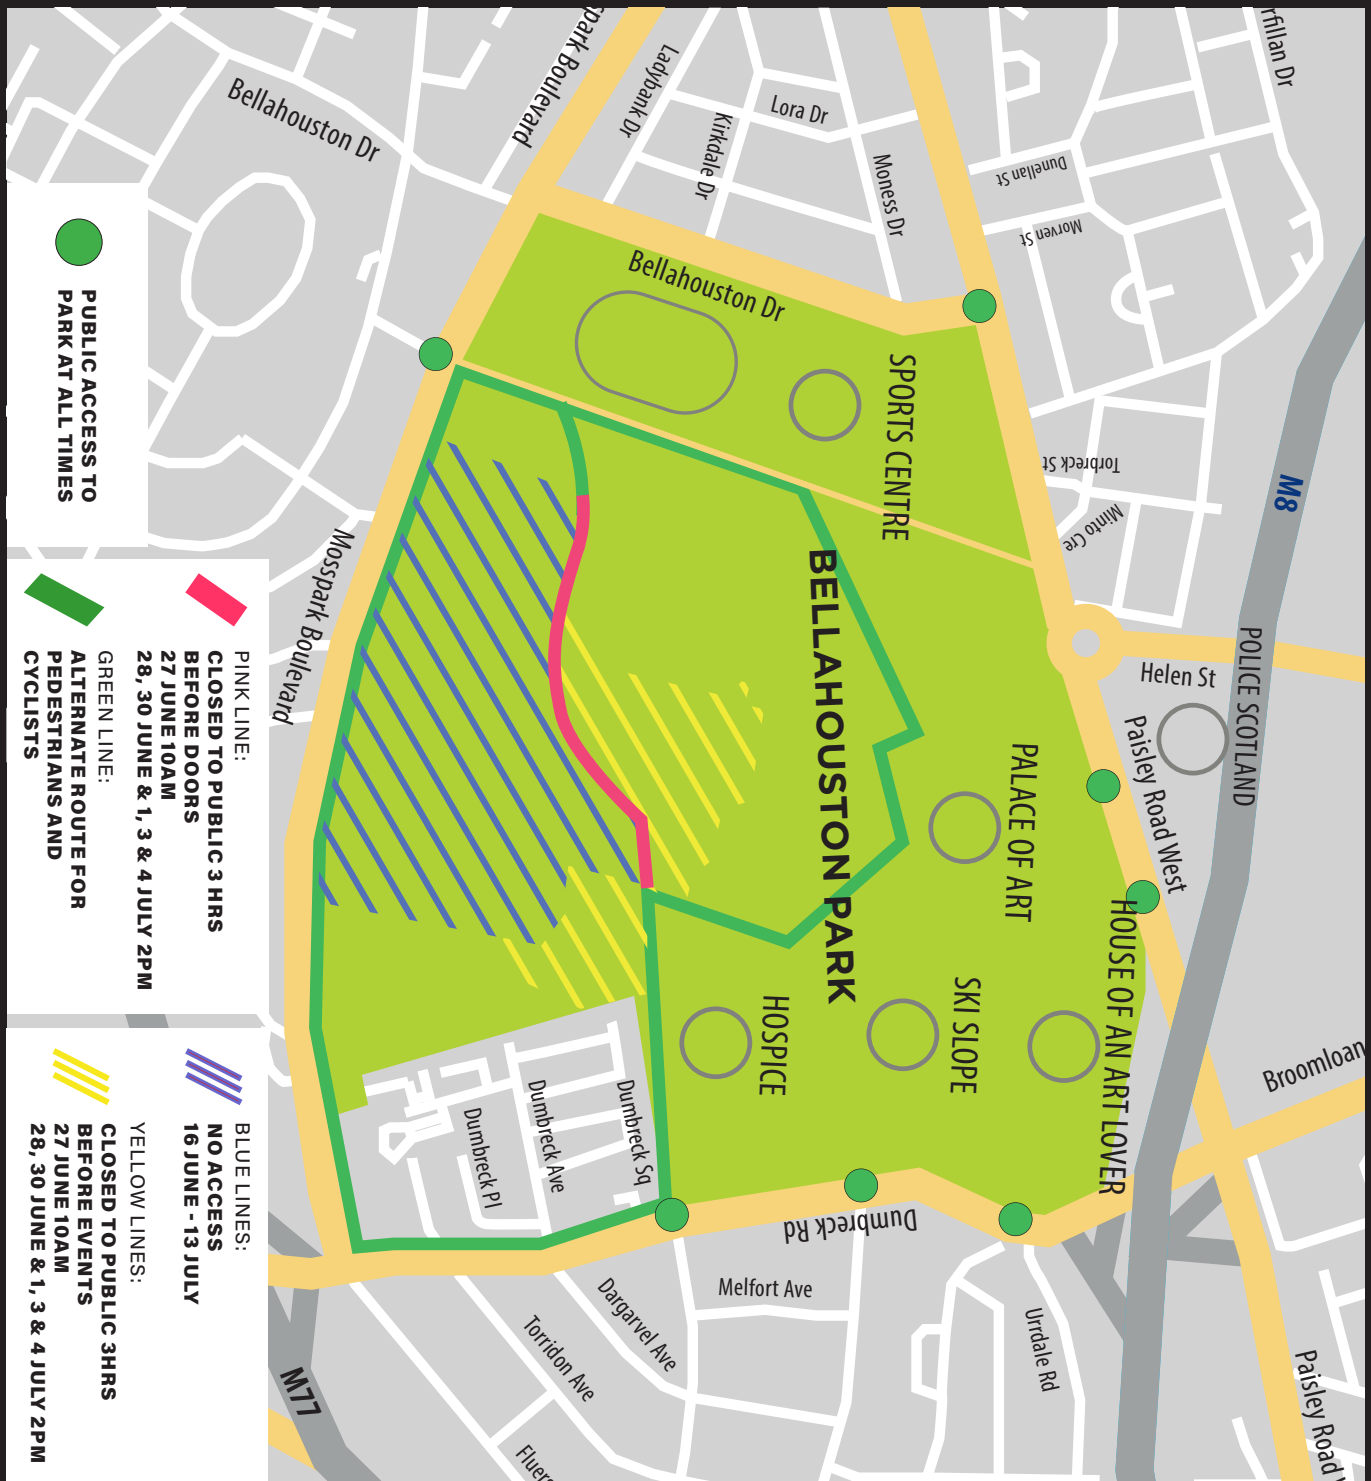 PUBLIC ACCESS TO
PARK AT ALL TIMES
PINK LINE:
CLOSED TO PUBLIC 3 HRS
BEFORE DOORS
27 JUNE 10AM
28, 30 JUNE & 1, 3 & 4 JULY 2PM
GREEN LINE:
ALTERNATE ROUTE FOR
PEDESTRIANS AND
CYCLISTS
BLUE LINES:
NO ACCESS
16 JUNE - 13 JULY
YELLOW LINES:
CLOSED TO PUBLIC 3HRS
BEFORE EVENTS
27 JUNE 10AM
28, 30 JUNE & 1, 3 & 4 JULY 2PM
Bellahouston Dr
spark Boulevard
Ladybank Dr
Kirkdale Dr
Lora Dr
Moness Dr
Dunellan St
Morven St
rfillan Dr
Bellahouston Dr
SPORTS CENTRE
Torbreck St
Minto Cre
M8
Mosspark Boulevard
BELLAHOUSTON PARK
Helen St
POLICE SCOTLAND
Paisley Road West
PALACE OF ART
HOUSE OF AN ART LOVER
SKI SLOPE
HOSPICE
Broomloan
Dumbreck Sq
Dumbreck Ave
Dumbreck Pl
Dumbreck Rd
Melfort Ave
Dargarvel Ave
Torridon Ave
Urrdale Rd
Paisley Road
M77
Fluer